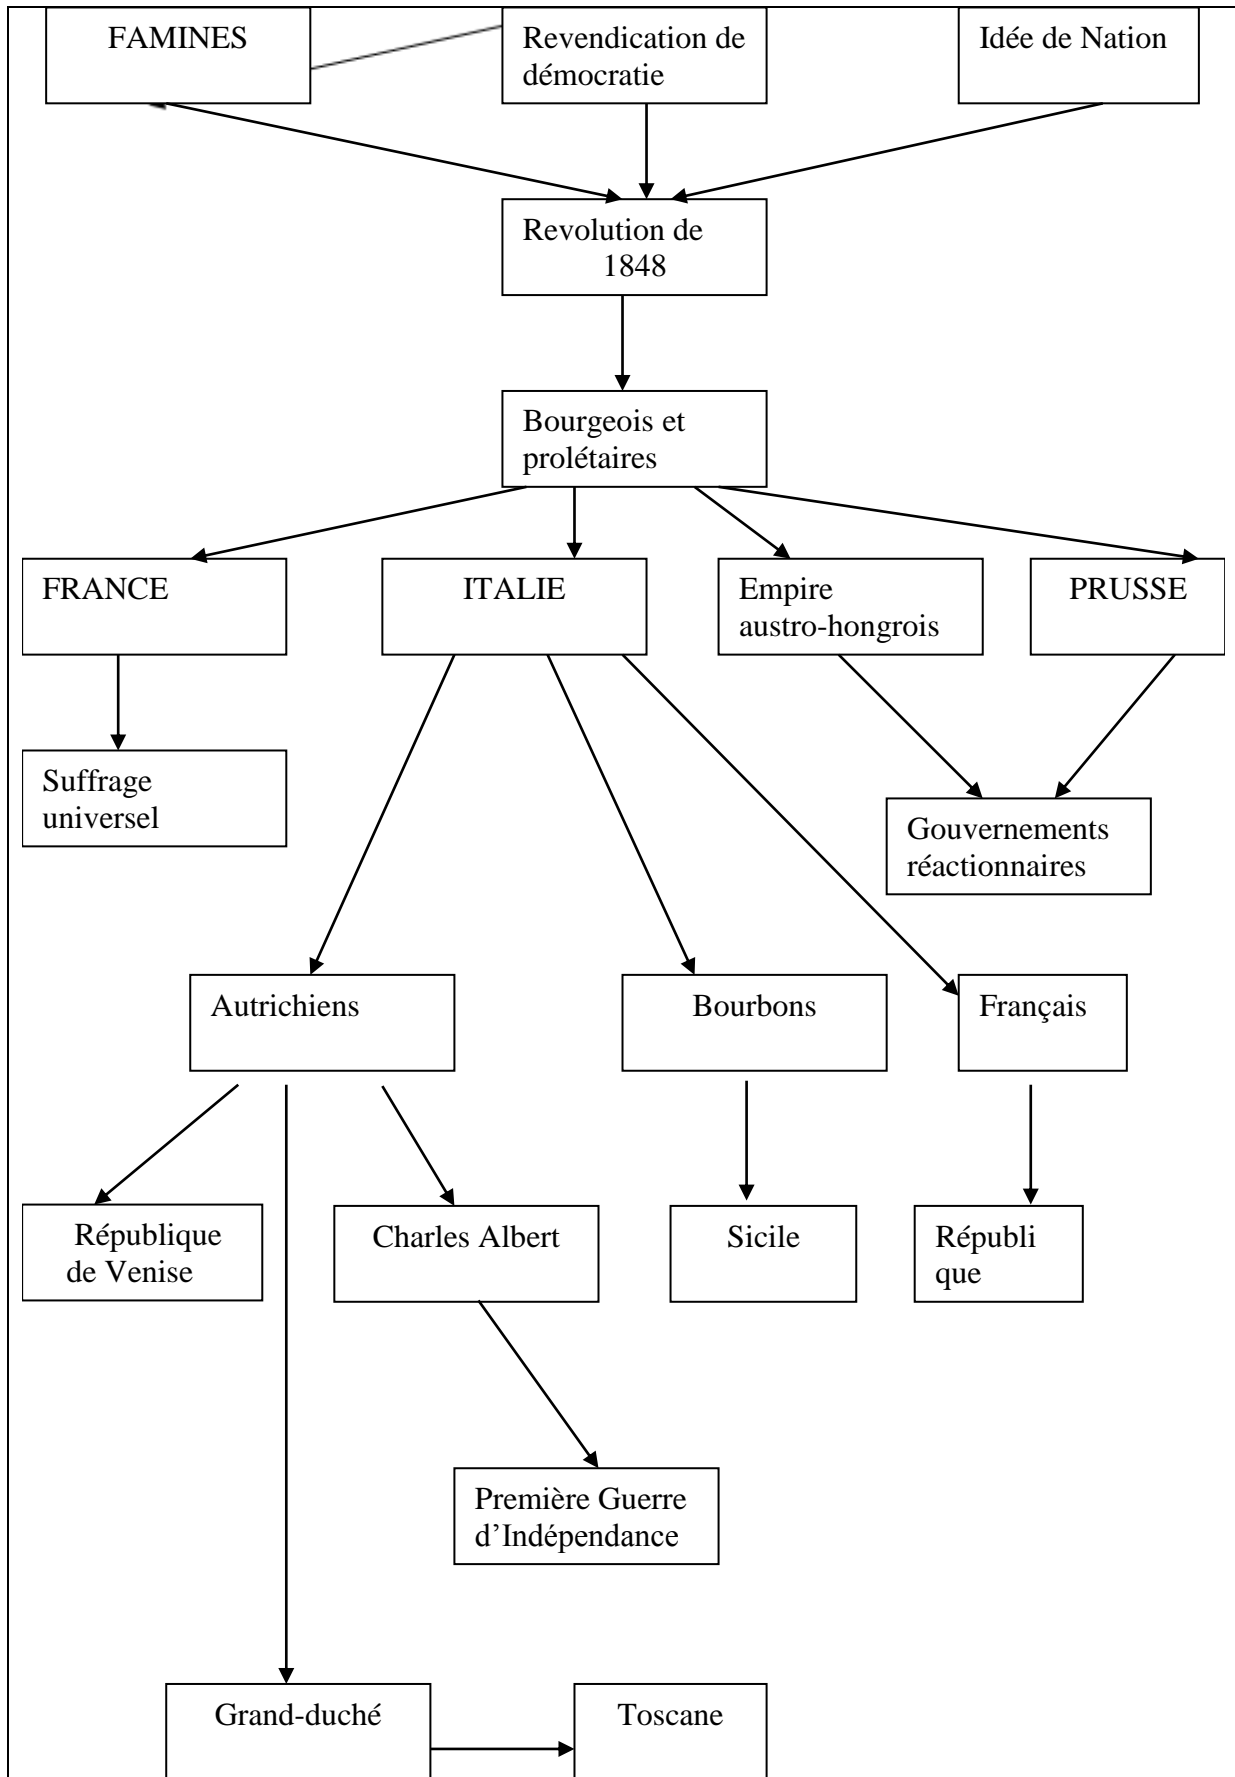 FAMINES
Revendication de
démocratie
Idée de Nation
Revolution de
1848
Bourgeois et
prolétaires
FRANCE
ITALIE
Empire
austro-hongrois
PRUSSE
Suffrage
universel
Gouvernements
réactionnaires
Autrichiens
Bourbons
Français
République
de Venise
Charles Albert
Sicile
Républi
que
Première Guerre
d’Indépendance
Grand-duché
Toscane